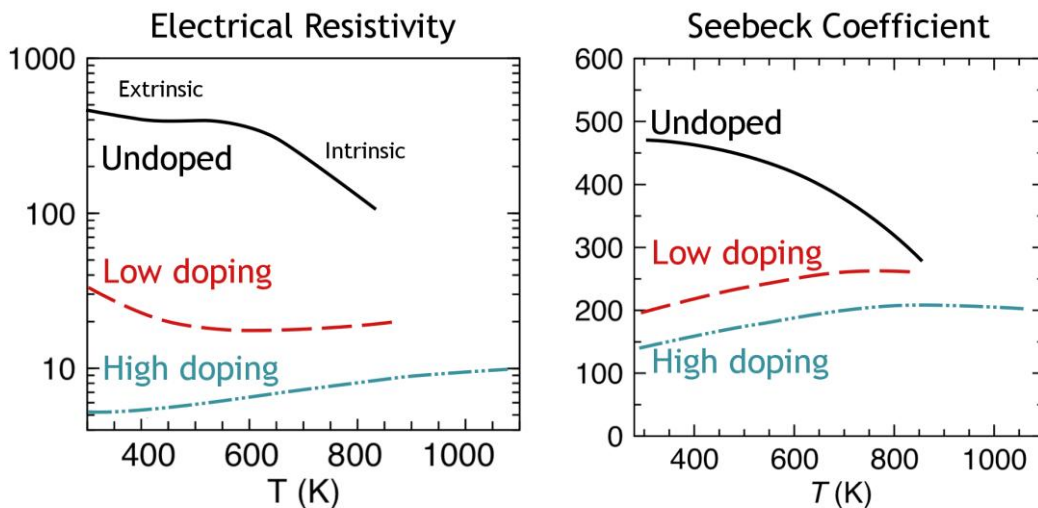 Electrical Resistivity
1000
100
10
Extrinsic
Undoped
Intrinsic
Low doping
High doping
400 600 800 1000
T (K)
Seebeck Coefficient
600
500
400
300
200
100
0
Undoped
Low doping
High doping
400 600 800 1000
T (K)